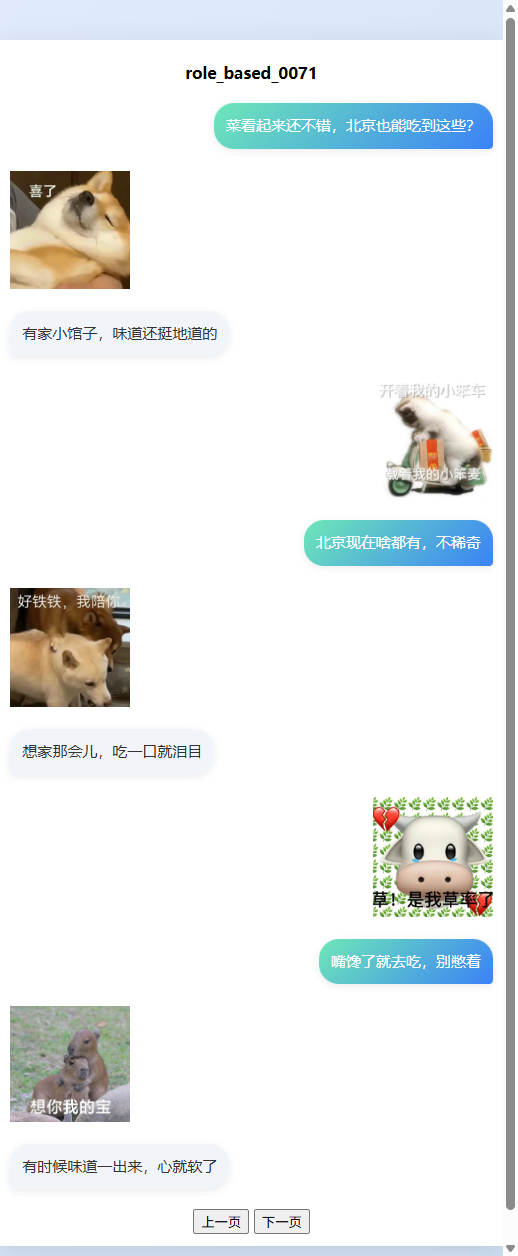 role_based_0071
菜看起来还不错，北京也能吃到这些？
喜了
有家小馆子，味道还挺地道的
开着我的小笨车
载着我的小笨麦
北京现在啥都有，不稀奇
好铁铁，我陪你
想家那会儿，吃一口就泪目
草！是我草率了
嘴馋了就去吃，别憋着
想你我的宝
有时候味道一出来，心就软了
上一页 下一页